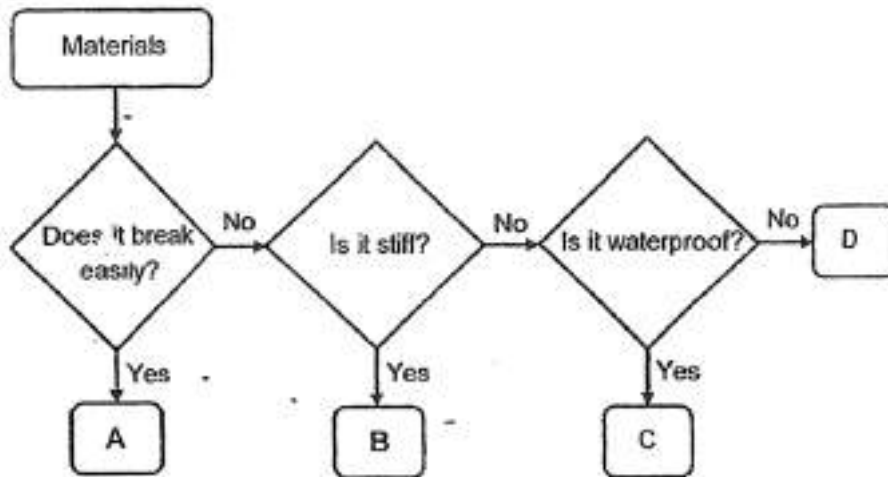 Materials
Does it break
easily?
No
Is it stiff?
No
Is it waterproof?
No
D
Yes
Yes
Yes
A
B
C